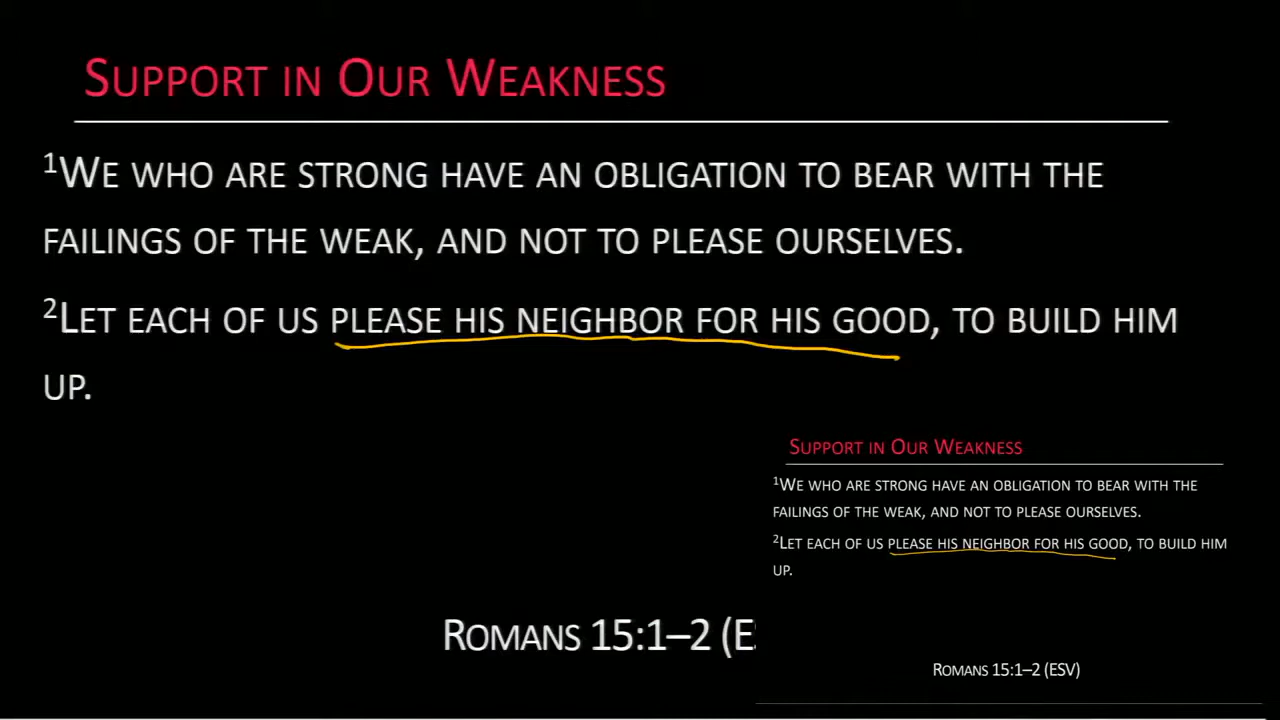 Support in Our Weakness
¹We who are strong have an obligation to bear with the
failings of the weak, and not to please ourselves.
²Let each of us please his neighbor for his good, to build him
up.
Romans 15:1–2 (E
Support in Our Weakness
¹We who are strong have an obligation to bear with the
failings of the weak, and not to please ourselves.
²Let each of us please his neighbor for his good, to build him
up.
Romans 15:1–2 (ESV)